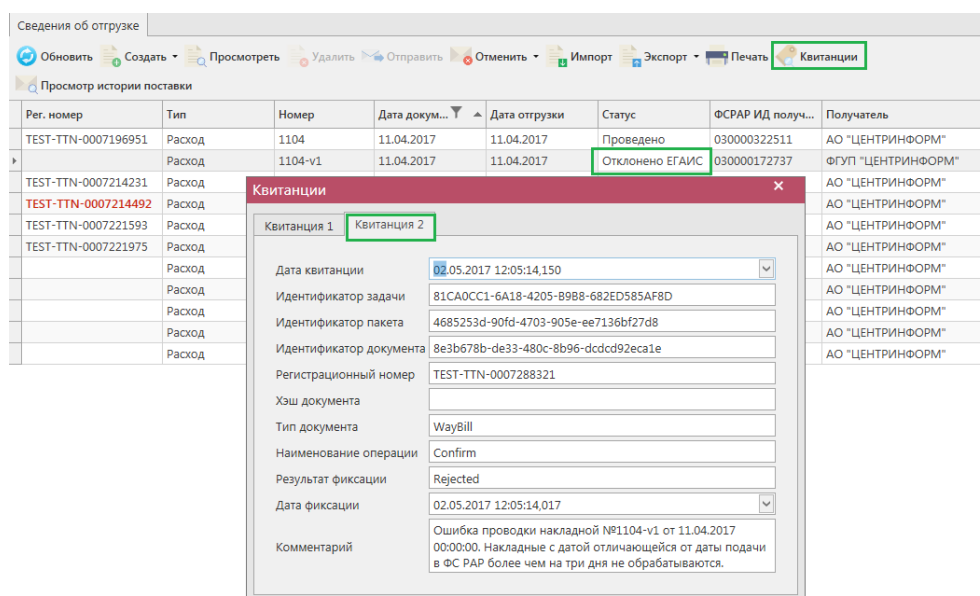 Сведения об отгрузке
Обновить Создать Просмотреть Удалить Отправить Отменить Импорт Экспорт Печать Квитанции
Просмотр истории поставки
Рег. номер Тип Номер Дата докум... Дата отгрузки Статус ФСРАР ИД получ... Получатель
TEST-TTN-0007196951 Расход 1104 11.04.2017 11.04.2017 Проведено 030000322511 АО "ЦЕНТРИНФОРМ"
Расход 1104-v1 11.04.2017 11.04.2017 Отклонено ЕГАИС 030000172737 ФГУП "ЦЕНТРИНФОРМ"
TEST-TTN-0007214231 Расход АО "ЦЕНТРИНФОРМ"
TEST-TTN-0007214492 Расход АО "ЦЕНТРИНФОРМ"
TEST-TTN-0007221593 Расход АО "ЦЕНТРИНФОРМ"
TEST-TTN-0007221975 Расход АО "ЦЕНТРИНФОРМ"
Расход АО "ЦЕНТРИНФОРМ"
Расход АО "ЦЕНТРИНФОРМ"
Расход АО "ЦЕНТРИНФОРМ"
Расход АО "ЦЕНТРИНФОРМ"
Расход АО "ЦЕНТРИНФОРМ"
Квитанции
Квитанция 1 Квитанция 2
Дата квитанции 02.05.2017 12:05:14,150
Идентификатор задачи 81CA0CC1-6A18-4205-B9B8-682ED585AF8D
Идентификатор пакета 4685253d-90fd-4703-905e-ee7136bf27d8
Идентификатор документа 8e3b678b-de33-480c-8b96-dcdcd92eca1e
Регистрационный номер TEST-TTN-0007288321
Хэш документа
Тип документа WayBill
Наименование операции Confirm
Результат фиксации Rejected
Дата фиксации 02.05.2017 12:05:14,017
Комментарий
Ошибка проводки накладной №1104-v1 от 11.04.2017
00:00:00. Накладные с датой отличающейся от даты подачи
в ФС РАР более чем на три дня не обрабатываются.